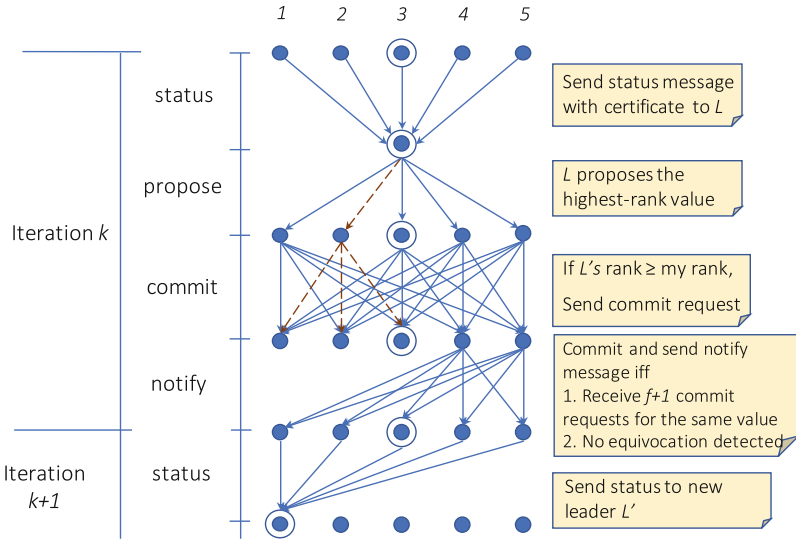 1 2 3 4 5
status
Send status message
with certificate to L
propose
L proposes the
highest-rank value
Iteration k
commit
If L's rank ≥ my rank,
Send commit request
notify
Commit and send notify
message iff
1. Receive f+1 commit
requests for the same value
2. No equivocation detected
Iteration
k+1
status
Send status to new
leader L'